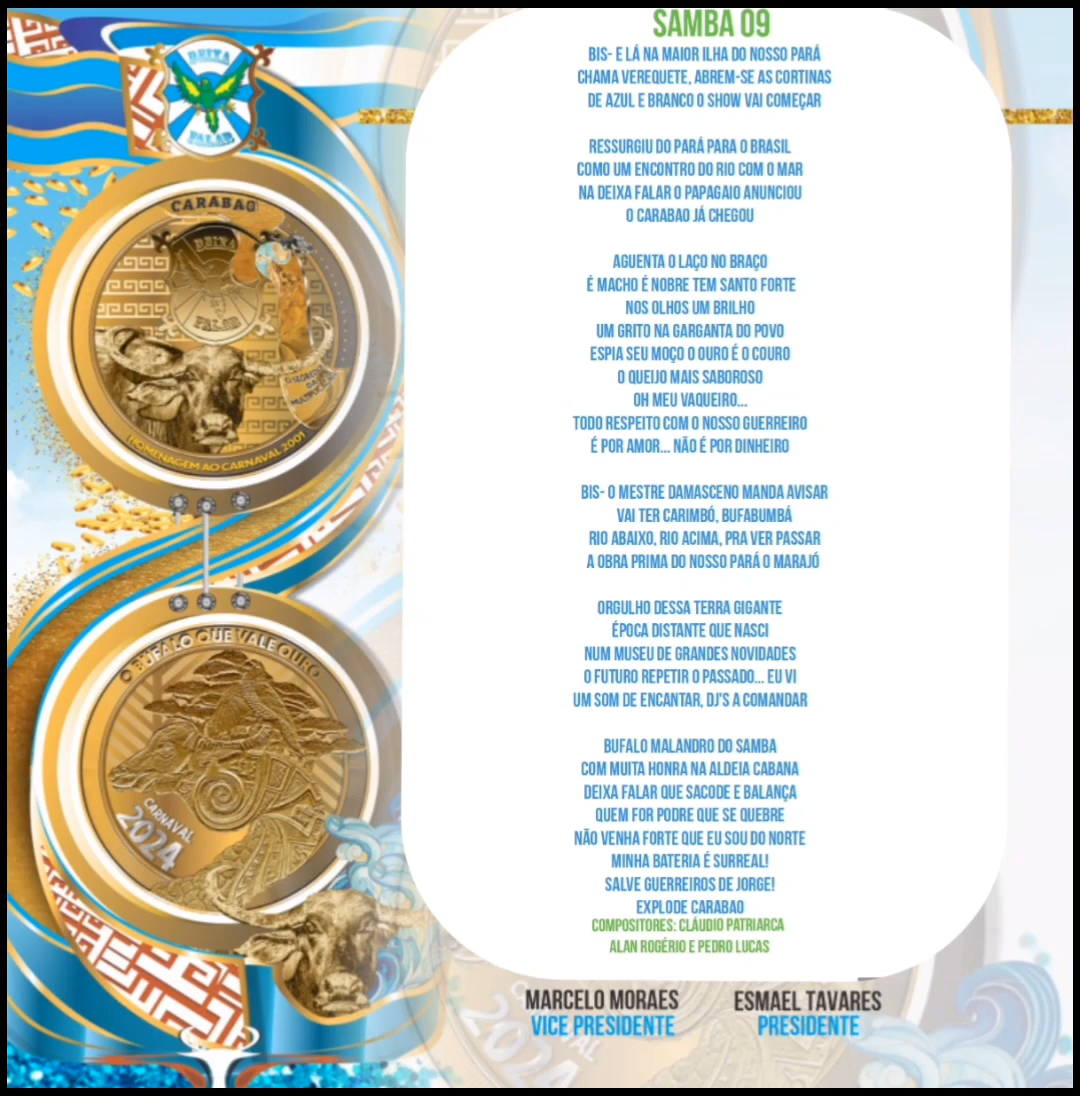 SAMBA 09
BIS- E LÁ NA MAIOR ILHA DO NOSSO PARÁ
CHAMA VEREQUETE, ABREM-SE AS CORTINAS
DE AZUL E BRANCO O SHOW VAI COMEÇAR
RESSURGIU DO PARÁ PARA O BRASIL
COMO UM ENCONTRO DO RIO COM O MAR
NA DEIXA FALAR O PAPAGAIO ANUNCIOU
O CARABAO JÁ CHEGOU
AGUENTA O LAÇO NO BRAÇO
É MACHO É NOBRE TEM SANTO FORTE
NOS OLHOS UM BRILHO
UM GRITO NA GARGANTA DO POVO
ESPIA SEU MOÇO O OURO É O COURO
O QUEIJO MAIS SABOROSO
OH MEU VAQUEIRO...
TODO RESPEITO COM O NOSSO GUERREIRO
É POR AMOR... NÃO É POR DINHEIRO
BIS- O MESTRE DAMASCENO MANDA AVISAR
VAI TER CARIMBÓ, BUFABUMBÁ
RIO ABAIXO, RIO ACIMA, PRA VER PASSAR
A OBRA PRIMA DO NOSSO PARÁ O MARAJÓ
ORGULHO DESSA TERRA GIGANTE
ÉPOCA DISTANTE QUE NASCI
NUM MUSEU DE GRANDES NOVIDADES
O FUTURO REPETIR O PASSADO... EU VI
UM SOM DE ENCANTAR, DJ'S A COMANDAR
BUFALO MALANDRO DO SAMBA
COM MUITA HONRA NA ALDEIA CABANA
DEIXA FALAR QUE SACODE E BALANÇA
QUEM FOR PODRE QUE SE QUEBRE
NÃO VENHA FORTE QUE EU SOU DO NORTE
MINHA BATERIA É SURREAL!
SALVE GUERREIROS DE JORGE!
EXPLODE CARABAO
COMPOSITORES: CLÁUDIO PATRIARCA
ALAN ROGÉRIO E PEDRO LUCAS
MARCELO MORAES
VICE PRESIDENTE
ESMAEL TAVARES
PRESIDENTE
DEIXA
FALAR
CARABAO
DEIXA
FALAR
HOMENAGEM AO CARNAVAL 2001
O BUFALO QUE VALE OURO
CARNAVAL
2024
2024